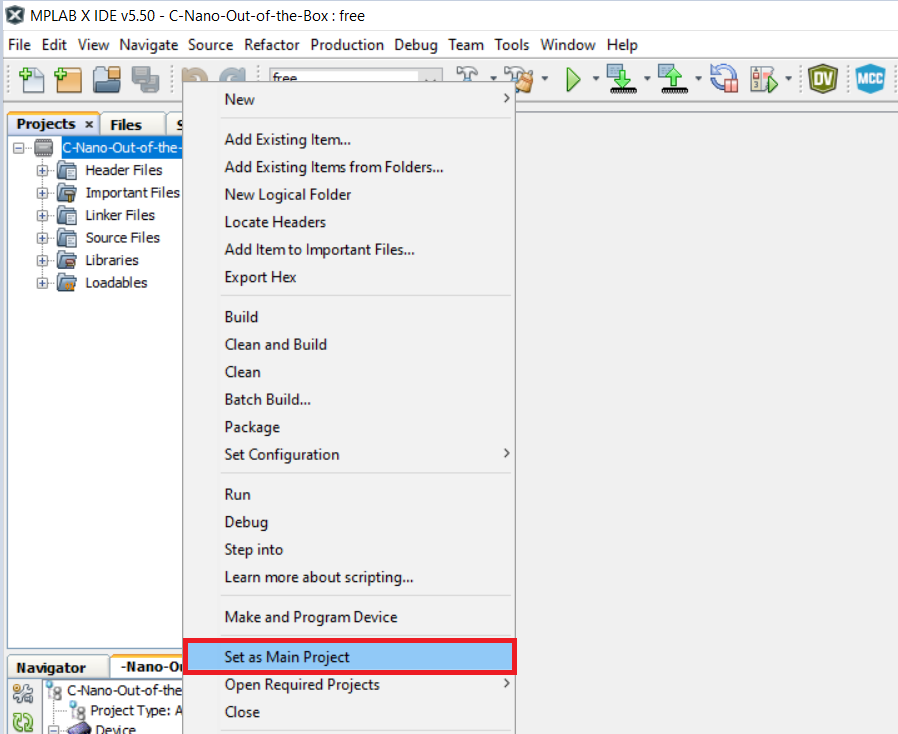 MPLAB X IDE v5.50 - C-Nano-Out-of-the-Box : free
File Edit View Navigate Source Refactor Production Debug Team Tools Window Help
free
DV
MCC
Projects × Files
C-Nano-Out-of-the-
Header Files
Important Files
Linker Files
Source Files
Libraries
Loadables
New
Add Existing Item...
Add Existing Items from Folders...
New Logical Folder
Locate Headers
Add Item to Important Files...
Export Hex
Build
Clean and Build
Clean
Batch Build...
Package
Set Configuration
Run
Debug
Step into
Learn more about scripting...
Make and Program Device
Set as Main Project
Open Required Projects
Close
Navigator -Nano-Ou
C-Nano-Out-of-the
Project Type: A
Device